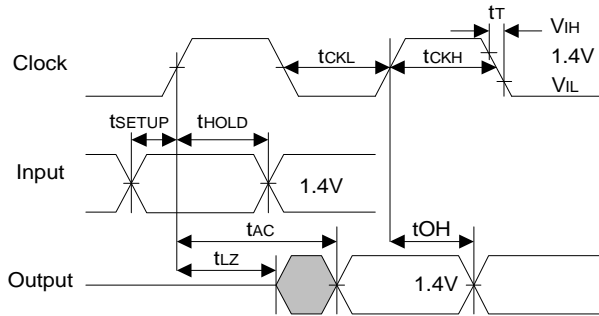 tT
VIH
Clock
tCKL
tCKH
1.4V
VIL
tSETUP
tHOLD
Input
1.4V
tAC
tOH
tLZ
Output
1.4V